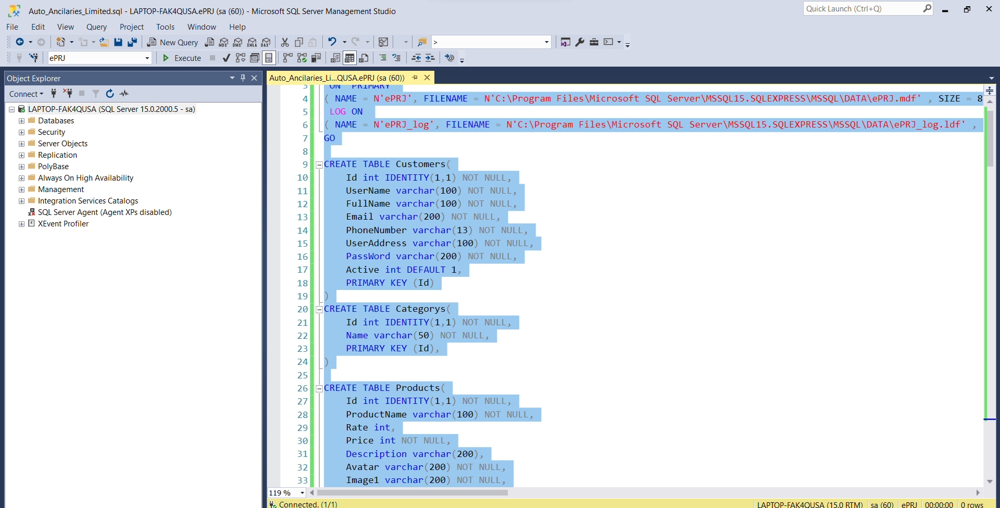 Auto_Ancilaries_Limited.sql - LAPTOP-FAK4QUSA.ePRJ (sa (60)) - Microsoft SQL Server Management Studio
Quick Launch (Ctrl+Q)
File Edit View Query Project Tools Window Help
New Query MDX DMX XMLA DAX >
ePRJ Execute
Object Explorer
Connect
LAPTOP-FAK4QUSA (SQL Server 15.0.2000.5 - sa)
Databases
Security
Server Objects
Replication
PolyBase
Always On High Availability
Management
Integration Services Catalogs
SQL Server Agent (Agent XPs disabled)
XEvent Profiler
Auto_Ancilaries_Li...QUSA.ePRJ (sa (60))
3 ON PRIMARY
4 ( NAME = N'ePRJ', FILENAME = N'C:\Program Files\Microsoft SQL Server\MSSQL15.SQLEXPRESS\MSSQL\DATA\ePRJ.mdf' , SIZE = 8
5 LOG ON
6 ( NAME = N'ePRJ_log', FILENAME = N'C:\Program Files\Microsoft SQL Server\MSSQL15.SQLEXPRESS\MSSQL\DATA\ePRJ_log.ldf' ,
7 GO
8
9 CREATE TABLE Customers(
10 Id int IDENTITY(1,1) NOT NULL,
11 UserName varchar(100) NOT NULL,
12 FullName varchar(100) NOT NULL,
13 Email varchar(200) NOT NULL,
14 PhoneNumber varchar(13) NOT NULL,
15 UserAddress varchar(100) NOT NULL,
16 PassWord varchar(200) NOT NULL,
17 Active int DEFAULT 1,
18 PRIMARY KEY (Id)
19 )
20 CREATE TABLE Categorys(
21 Id int IDENTITY(1,1) NOT NULL,
22 Name varchar(50) NOT NULL,
23 PRIMARY KEY (Id),
24 )
25
26 CREATE TABLE Products(
27 Id int IDENTITY(1,1) NOT NULL,
28 ProductName varchar(100) NOT NULL,
29 Rate int,
30 Price int NOT NULL,
31 Description varchar(200),
32 Avatar varchar(200) NOT NULL,
33 Image1 varchar(200) NOT NULL,
119 %
Connected. (1/1) LAPTOP-FAK4QUSA (15.0 RTM) sa (60) ePRJ 00:00:00 0 rows